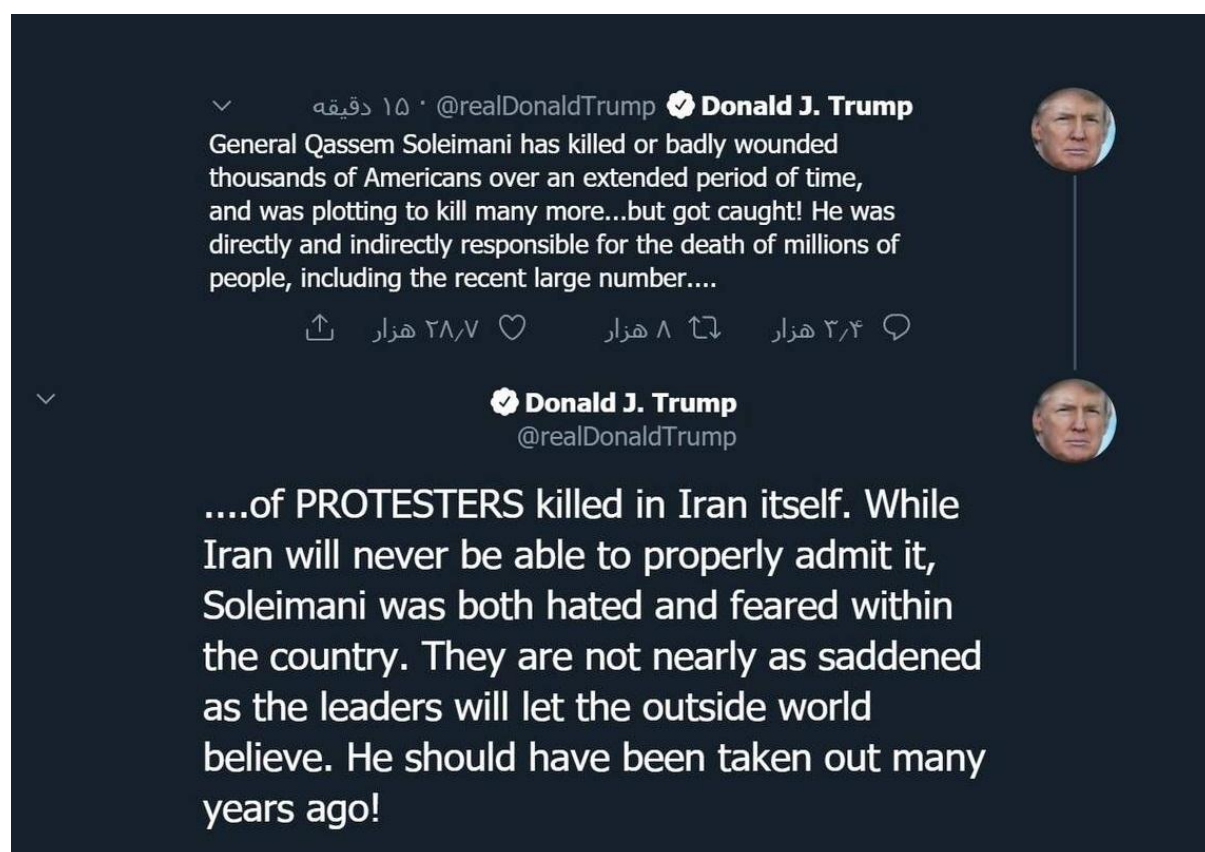 Donald J. Trump @realDonaldTrump · ۱۵ دقیقه
General Qassem Soleimani has killed or badly wounded
thousands of Americans over an extended period of time,
and was plotting to kill many more...but got caught! He was
directly and indirectly responsible for the death of millions of
people, including the recent large number....
۳٫۴ هزار ۸ هزار ۲۸٫۷ هزار
Donald J. Trump
@realDonaldTrump
....of PROTESTERS killed in Iran itself. While
Iran will never be able to properly admit it,
Soleimani was both hated and feared within
the country. They are not nearly as saddened
as the leaders will let the outside world
believe. He should have been taken out many
years ago!